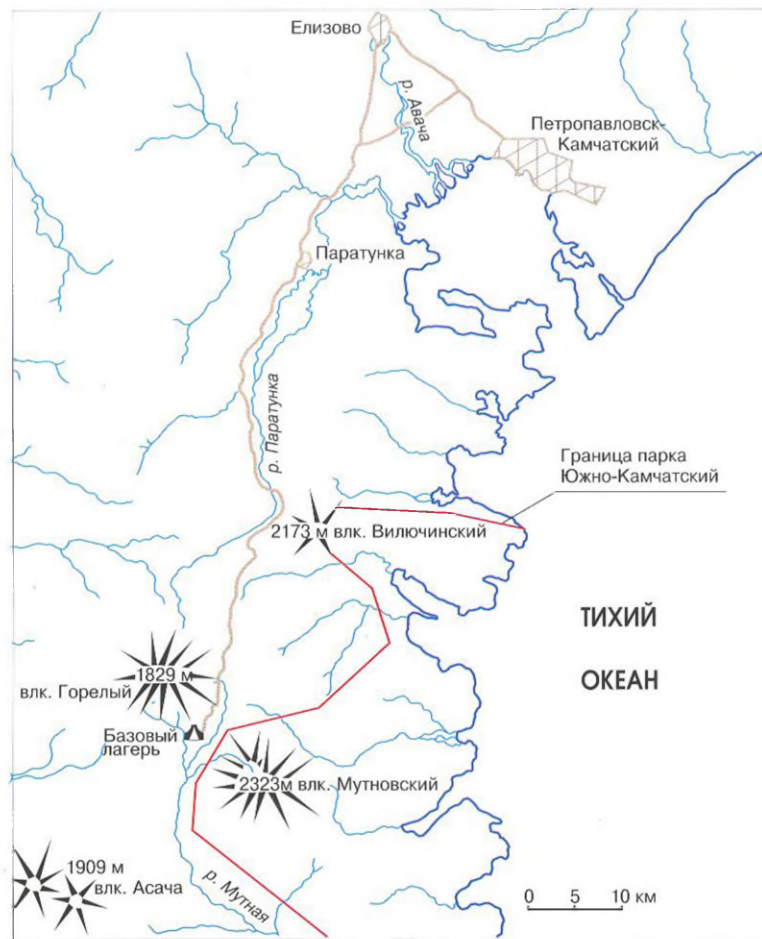 Елизово
р. Авача
Петропавловск-
Камчатский
Паратунка
р. Паратунка
Граница парка
Южно-Камчатский
2173 м влк. Вилючинский
ТИХИЙ
ОКЕАН
1829 м
влк. Горелый
Базовый
лагерь
2323м влк. Мутновский
1909 м
влк. Асача
р. Мутная
0 5 10 км